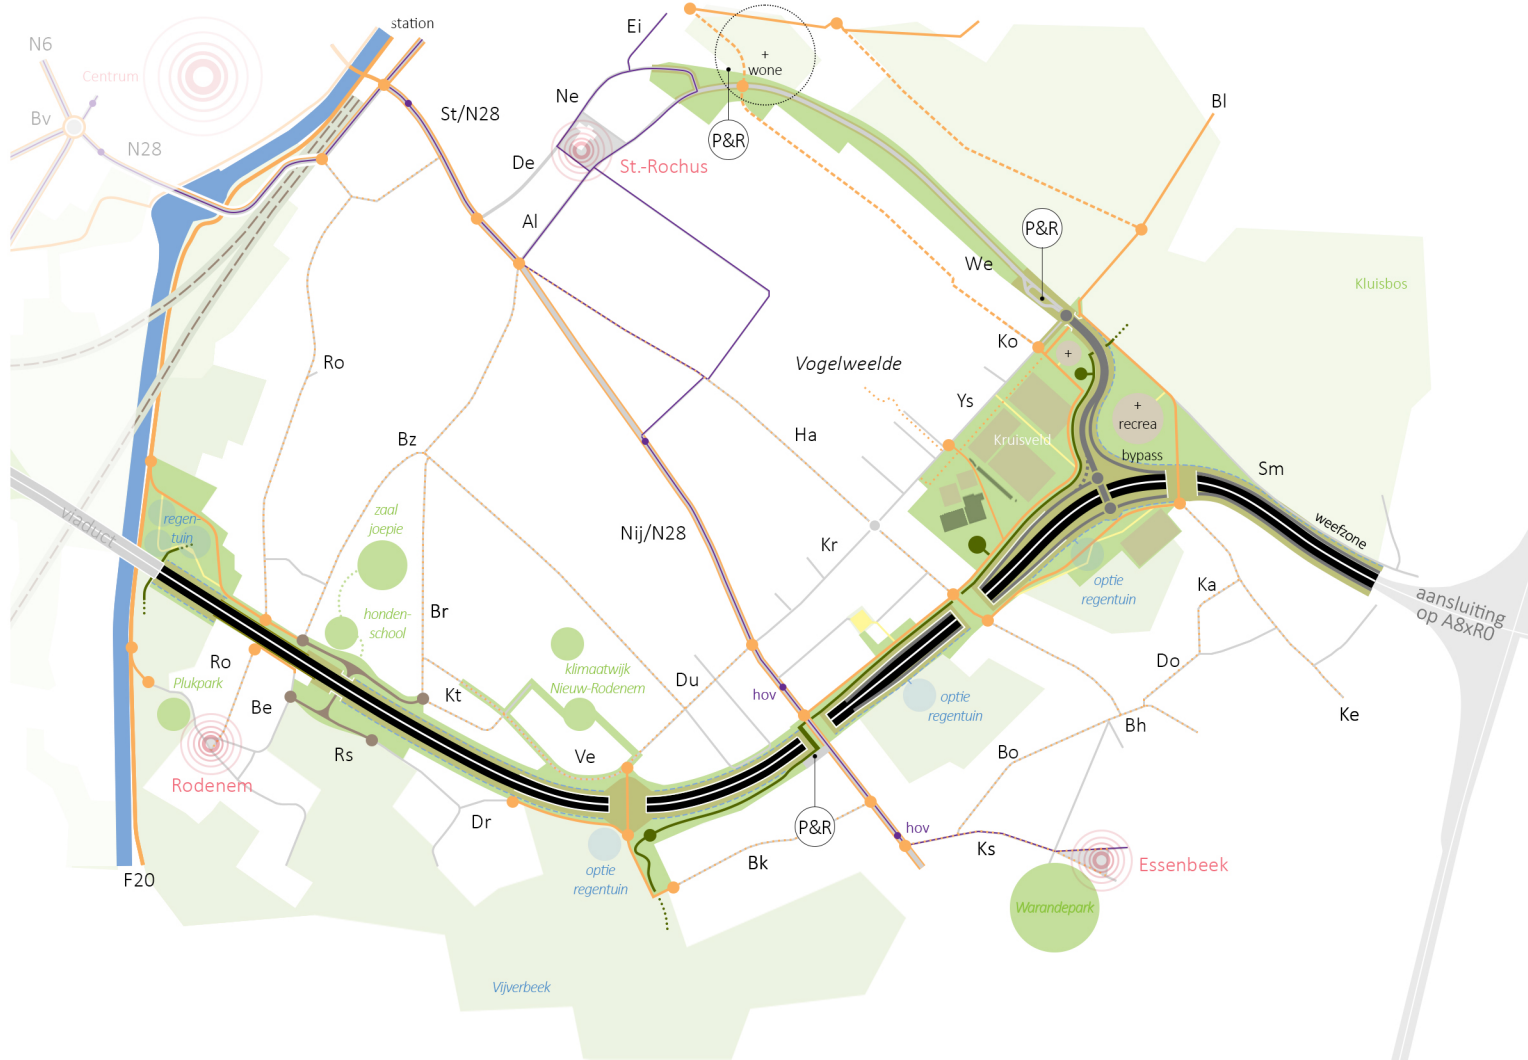 station
N6
Centrum
Bv
N28
St/N28
Ei
Ne
De
Al
St.-Rochus
+
wone
P&R
Bl
P&R
We
Kluisbos
Ko
+
Vogelweelde
Ys
+
recrea
Kruisveld
bypass
Sm
weefzone
Ro
Bz
Ha
viaduct
regen-
tuin
zaal
joepie
Nij/N28
Kr
Br
honden-
school
optie
regentuin
Ka
aansluiting
op A8xR0
Ro
Plukpark
Be
Kt
klimaatwijk
Nieuw-Rodenem
Du
hov
optie
regentuin
Do
Ke
Bh
Rs
Ve
Bo
Rodenem
Dr
P&R
hov
Ks
F20
optie
regentuin
Bk
Essenbeek
Warandepark
Vijverbeek